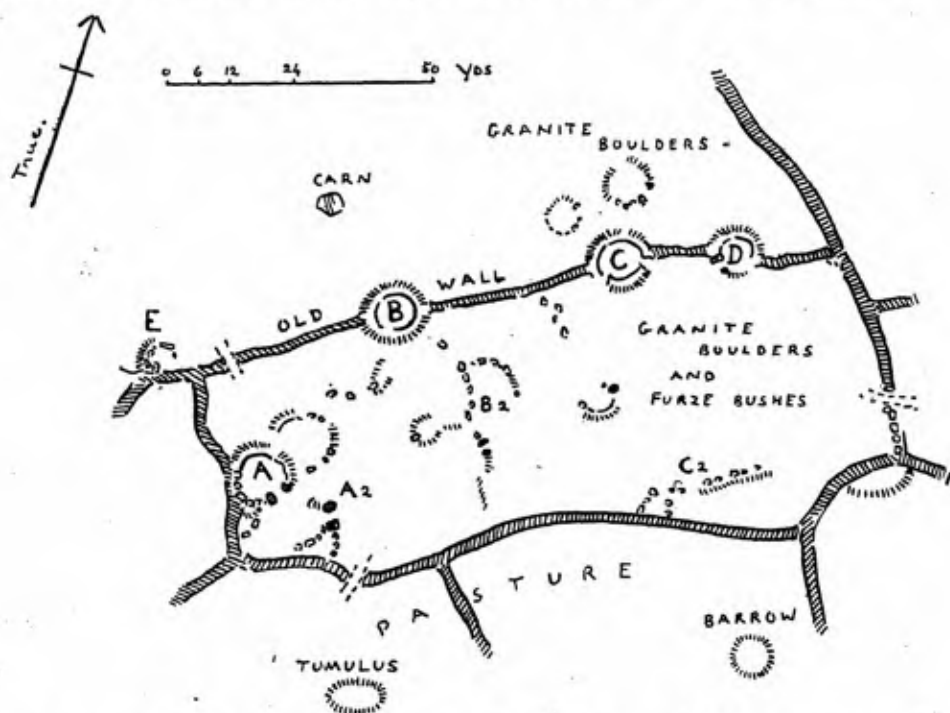 True.
0 6 12 24 50 YDS
GRANITE
BOULDERS -
CARN
OLD WALL
B
C
D
E
GRANITE
BOULDERS
AND
FURZE BUSHES
B2
A
A2
C2
PASTURE
BARROW
TUMULUS